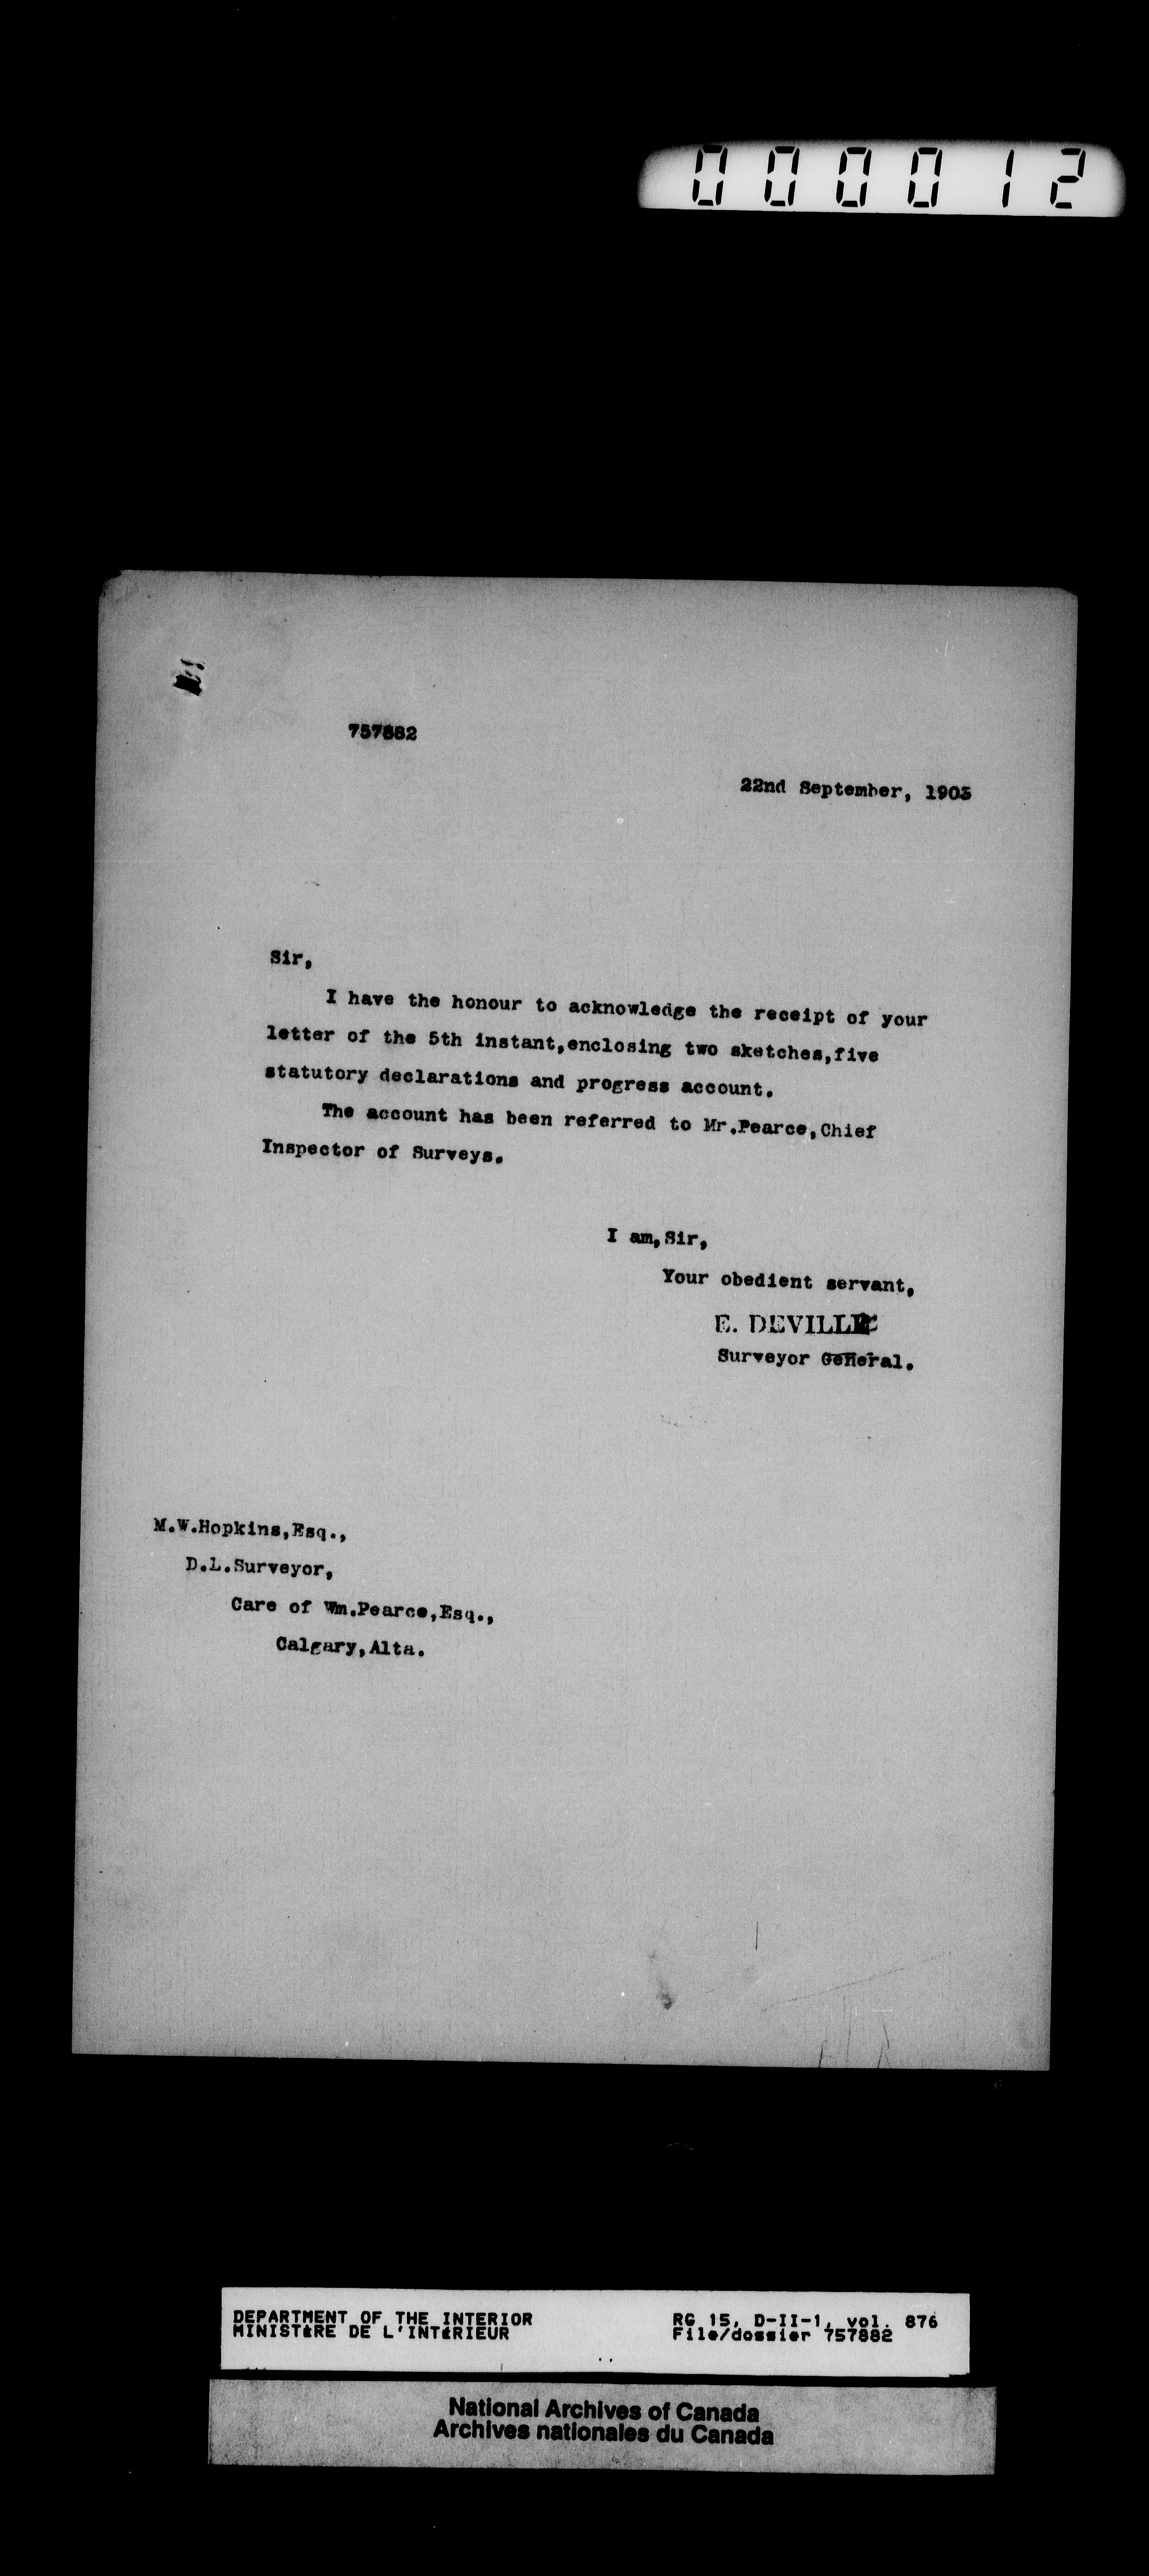 000012
757882
22nd September, 1903
Sir,
I have the honour to acknowledge the receipt of your
letter of the 5th instant,enclosing two sketches,five
statutory declarations and progress account.
The account has been referred to Mr.Pearce,Chief
Inspector of Surveys.
I am,Sir,
Your obedient servant,
E. DEVILLE
Surveyor General.
M.W.Hopkins,Esq.,
D.L.Surveyor,
Care of Wm.Pearce,Esq.,
Calgary,Alta.
DEPARTMENT OF THE INTERIOR
MINISTÈRE DE L'INTÉRIEUR
RG 15, D-II-1, vol. 876
File/dossier 757882
National Archives of Canada
Archives nationales du Canada